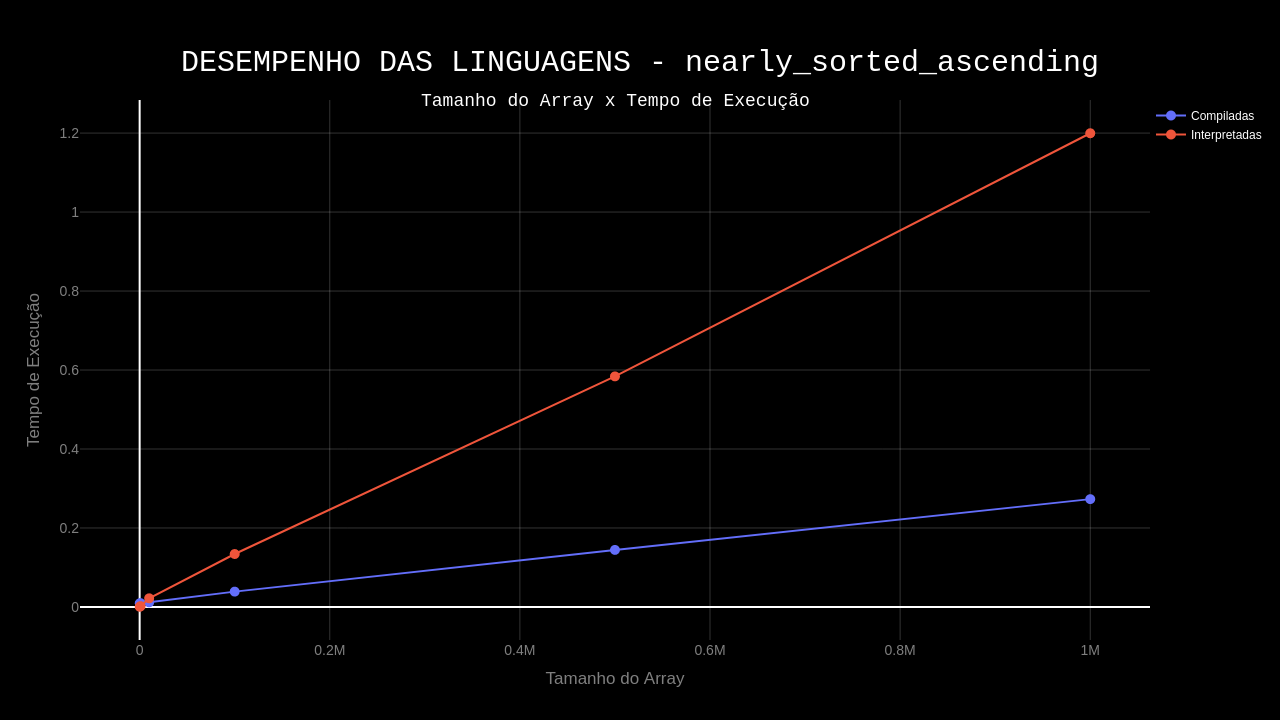 DESEMPENHO DAS LINGUAGENS - nearly_sorted_ascending
Tamanho do Array x Tempo de Execução
Compiladas
Interpretadas
Tempo de Execução
1.2
1
0.8
0.6
0.4
0.2
0
0
0.2M
0.4M
0.6M
0.8M
1M
Tamanho do Array